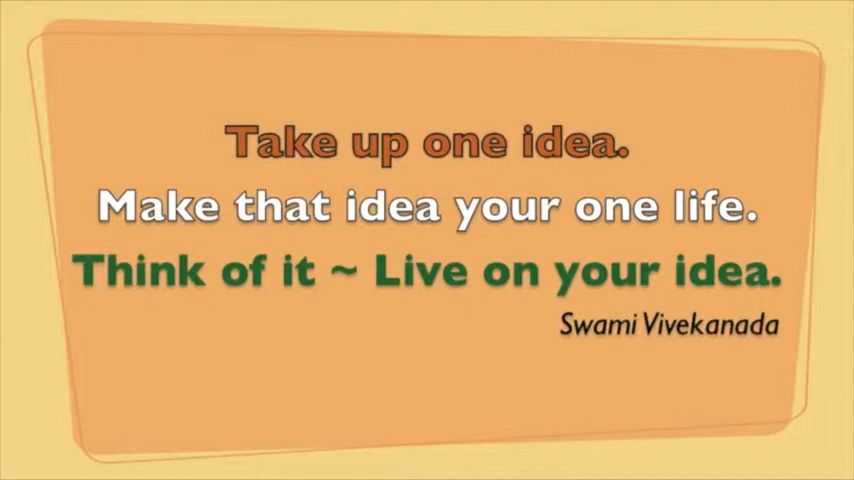 Take up one idea.
Make that idea your one life.
Think of it ~ Live on your idea.
Swami Vivekanada